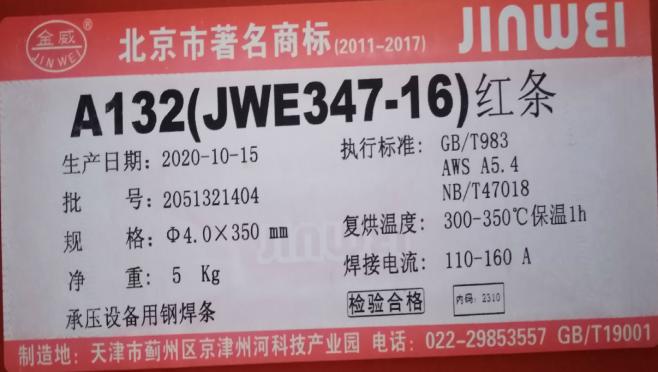 金威 JINWEI ® 北京市著名商标(2011-2017) JINWEI
A132(JWE347-16)红条
生产日期: 2020-10-15 执行标准: GB/T983
AWS A5.4
批 号: 2051321404 NB/T47018
规 格: Φ4.0×350 mm 复烘温度: 300-350℃保温1h
净 重: 5 Kg 焊接电流: 110-160 A
承压设备用钢焊条 检验合格 内码: 2310
JINWEI
制造地: 天津市蓟州区京津州河科技产业园 电话: 022-29853557 GB/T19001